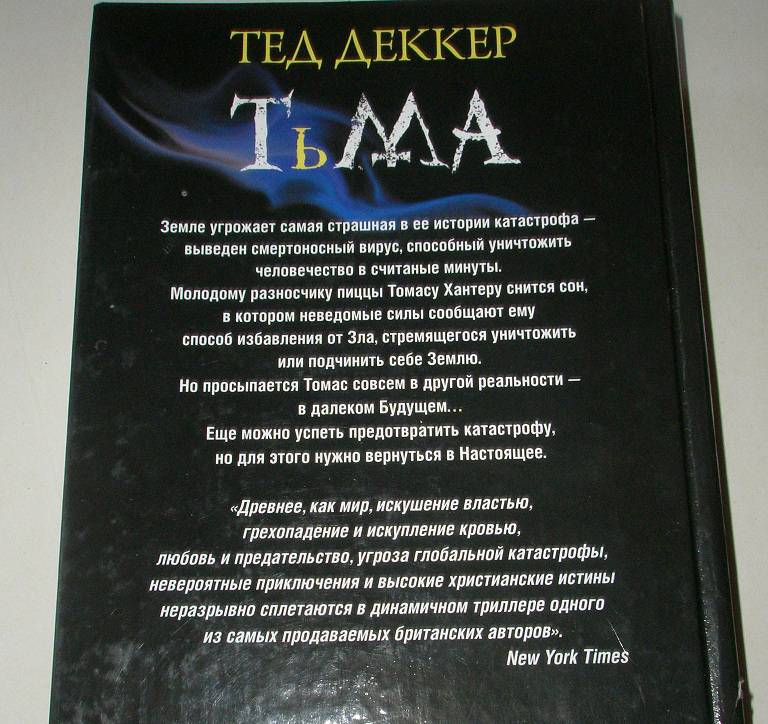 ТЕД ДЕККЕР
ТЬМА
Земле угрожает самая страшная в ее истории катастрофа —
выведен смертоносный вирус, способный уничтожить
человечество в считаные минуты.
Молодому разносчику пиццы Томасу Хантеру снится сон,
в котором неведомые силы сообщают ему
способ избавления от Зла, стремящегося уничтожить
или подчинить себе Землю.
Но просыпается Томас совсем в другой реальности —
в далеком Будущем...
Еще можно успеть предотвратить катастрофу,
но для этого нужно вернуться в Настоящее.
«Древнее, как мир, искушение властью,
грехопадение и искупление кровью,
любовь и предательство, угроза глобальной катастрофы,
невероятные приключения и высокие христианские истины
неразрывно сплетаются в динамичном триллере одного
из самых продаваемых британских авторов».
New York Times